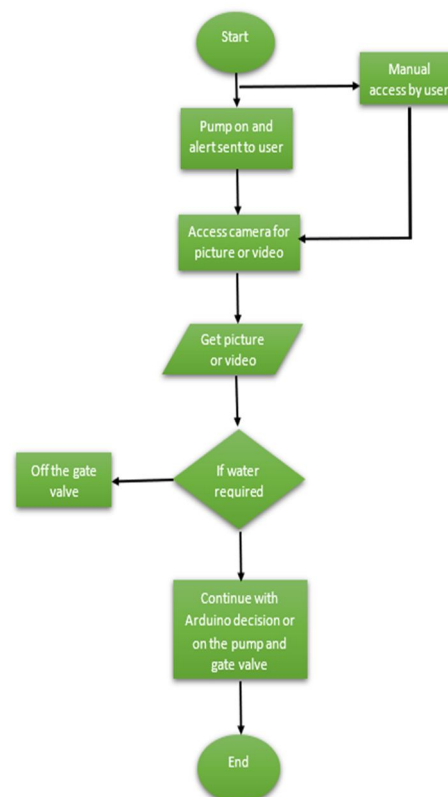 Start
Manual
access by user
Pump on and
alert sent to
user
Access camera for
picture or video
Get picture
or video
If water
required
Off the gate
valve
Continue with
Arduino decision or
on the pump and
gate valve
End